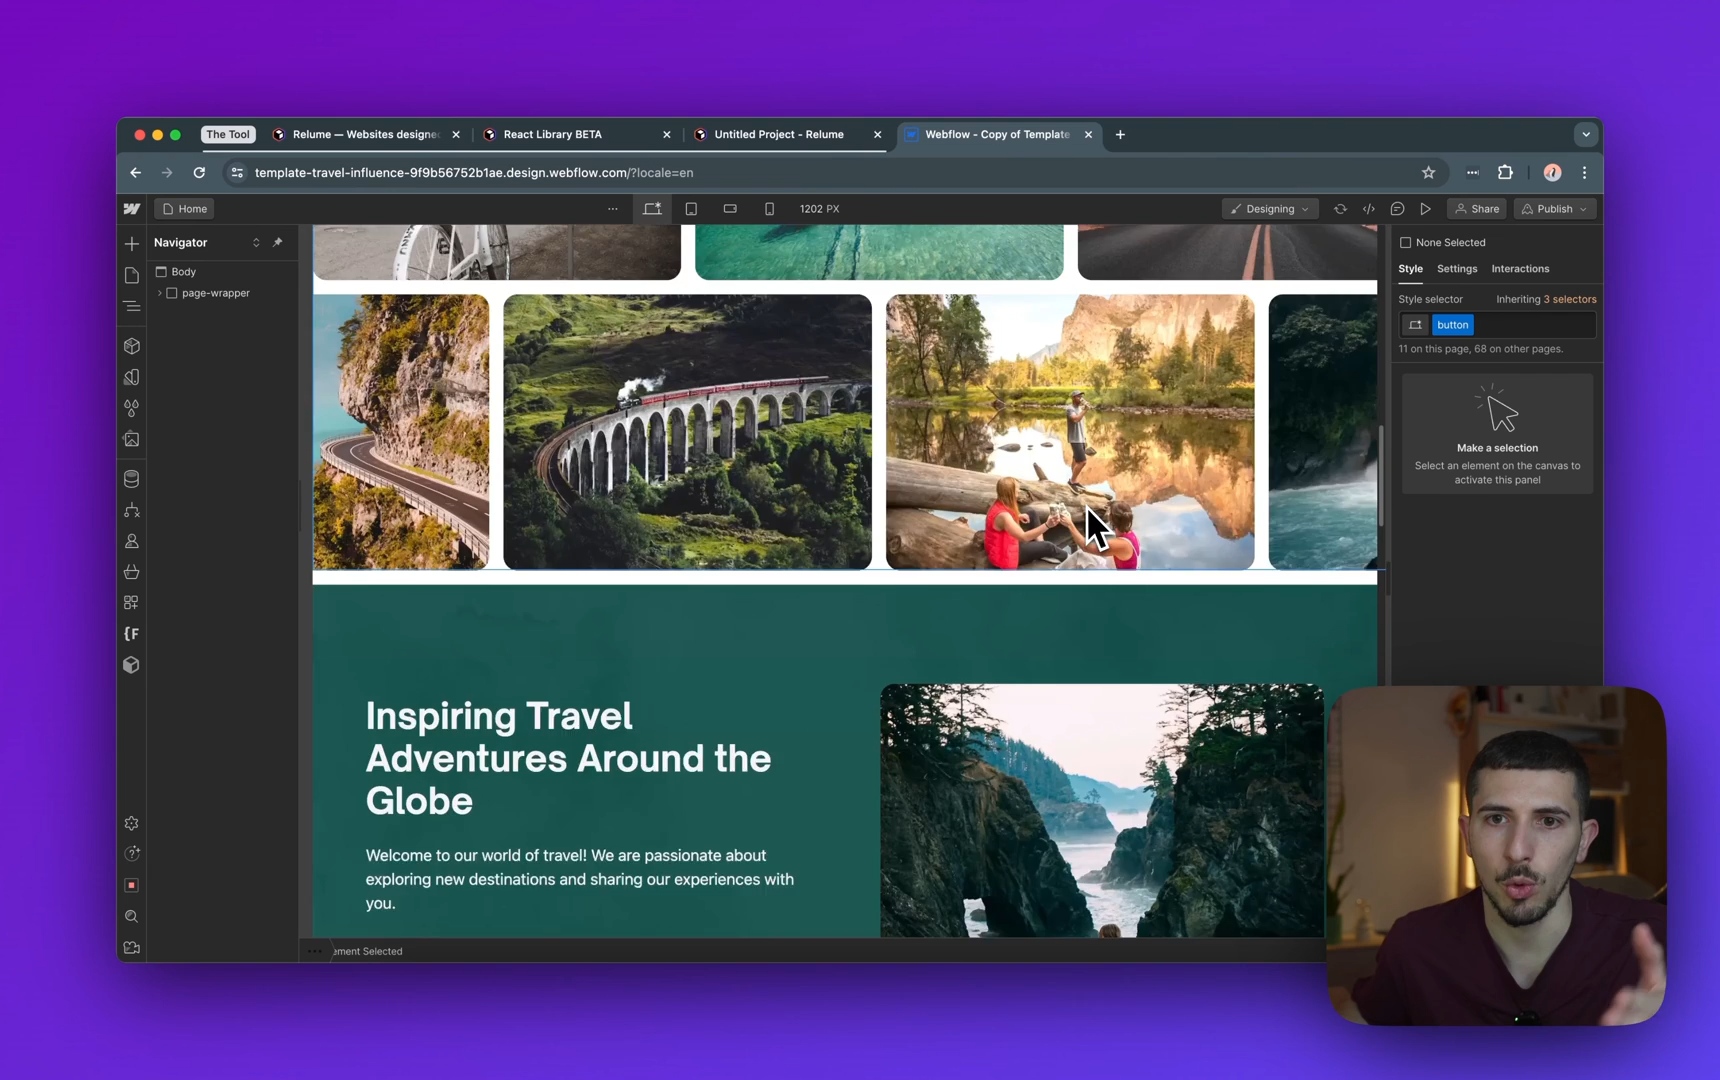 The Tool
Relume — Websites designed
React Library BETA
Untitled Project - Relume
Webflow - Copy of Template
template-travel-influence-9f9b56752b1ae.design.webflow.com/?locale=en
Home
1202 PX
Designing
Share
Publish
Navigator
None Selected
Body
Style
Settings
Interactions
page-wrapper
Style selector
Inheriting 3 selectors
button
11 on this page, 68 on other pages.
Make a selection
Select an element on the canvas to
activate this panel
Inspiring Travel
Adventures Around the
Globe
Welcome to our world of travel! We are passionate about
exploring new destinations and sharing our experiences with
you.
ement Selected